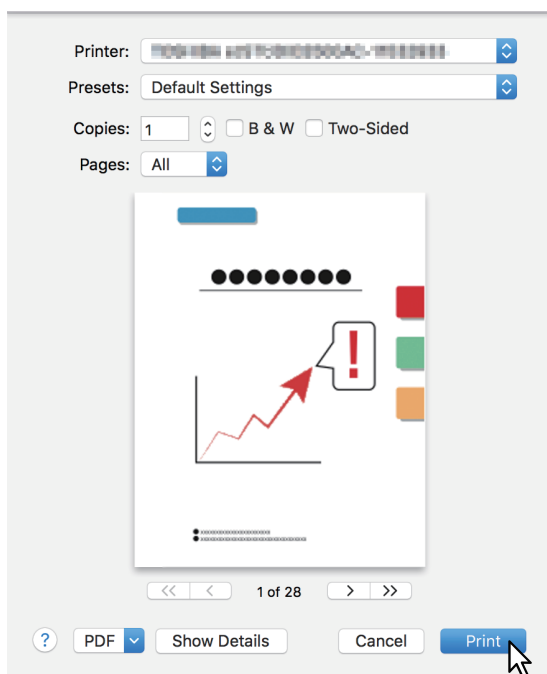 Printer:
Presets: Default Settings
Copies: 1 B & W Two-Sided
Pages: All
!
1 of 28
? PDF Show Details Cancel Print